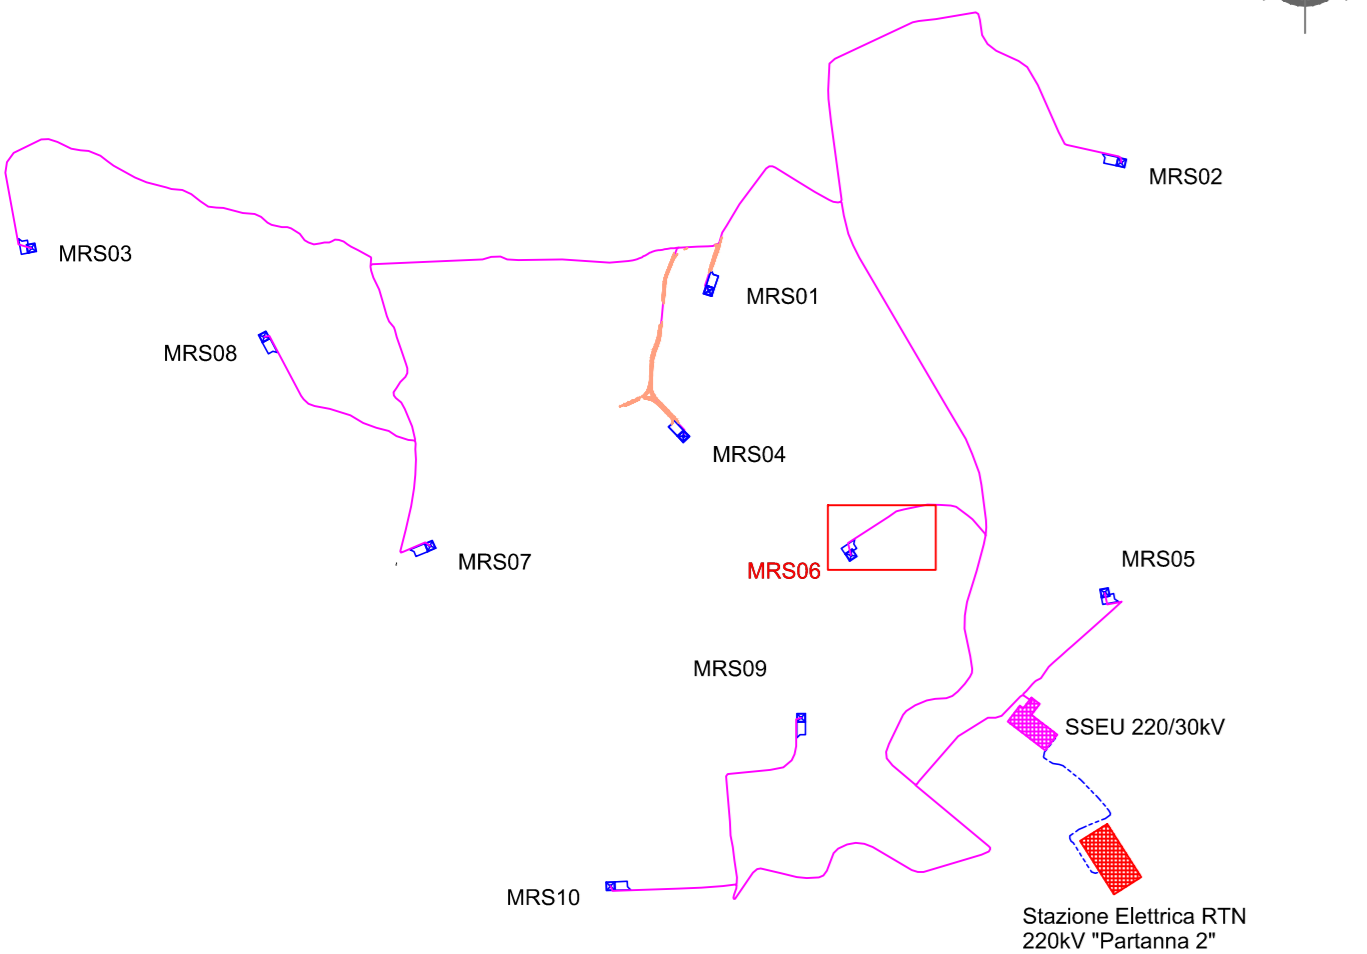 MRS02
MRS03
MRS01
MRS08
MRS04
MRS07
MRS06
MRS05
MRS09
SSEU 220/30kV
MRS10
Stazione Elettrica RTN
220kV "Partanna 2"